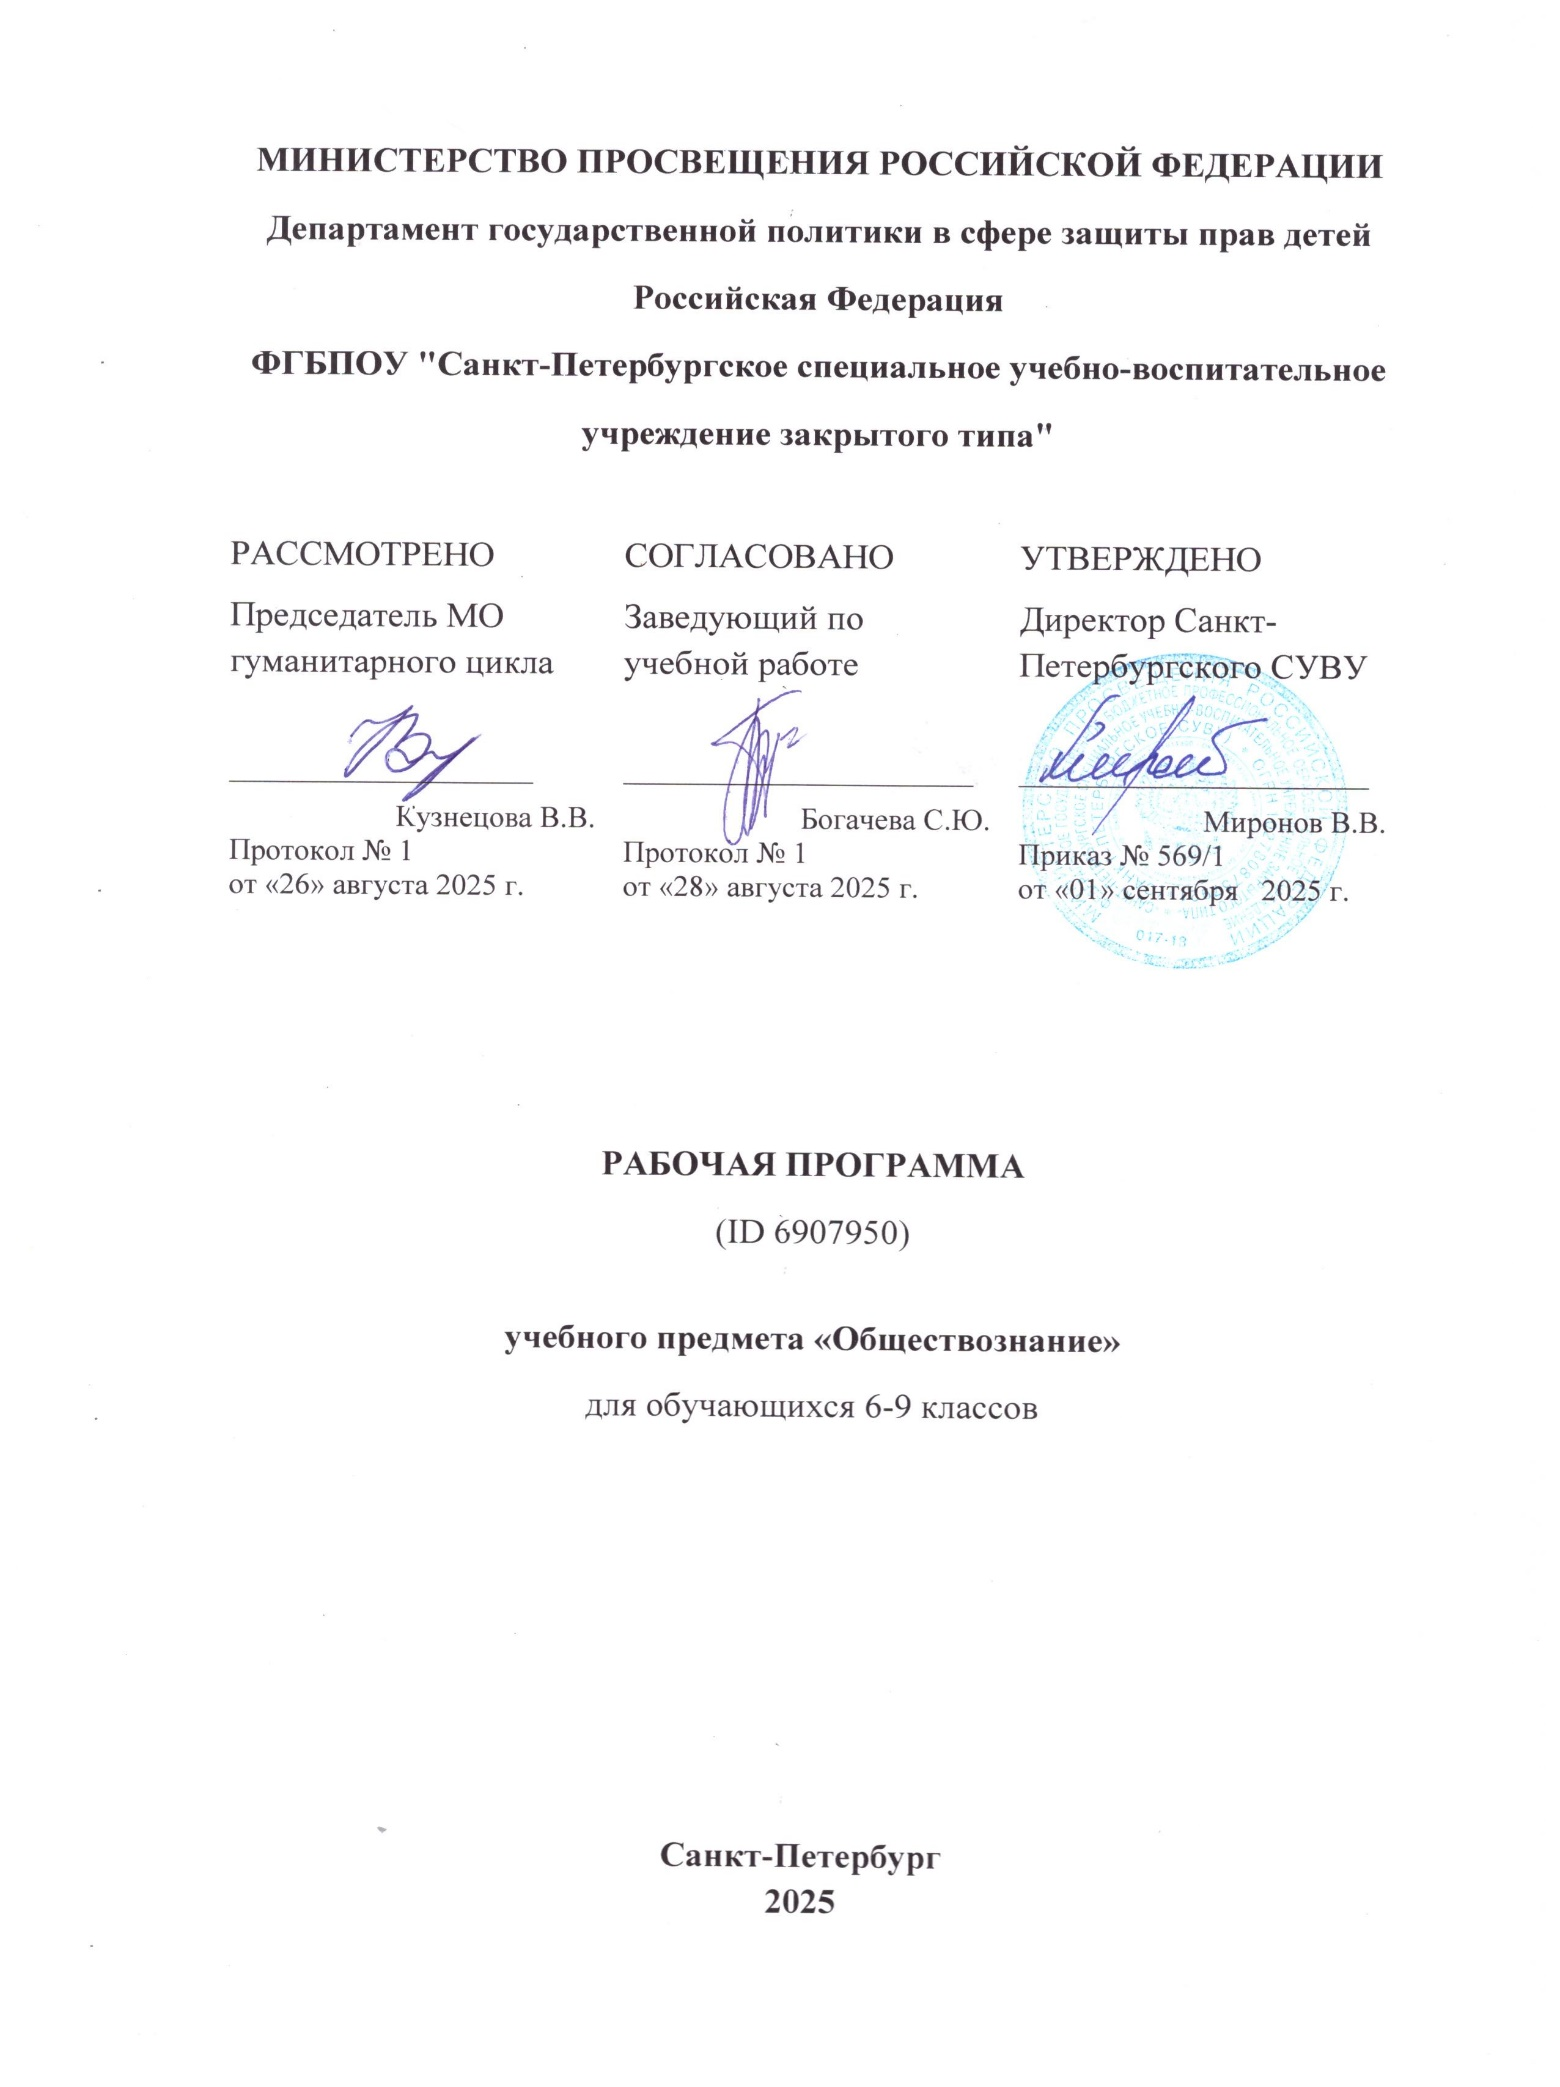 МИНИСТЕРСТВО ПРОСВЕЩЕНИЯ РОССИЙСКОЙ ФЕДЕРАЦИИ
Департамент государственной политики в сфере защиты прав детей
Российская Федерация
ФГБПОУ "Санкт-Петербургское специальное учебно-воспитательное
учреждение закрытого типа"
РАССМОТРЕНО
Председатель МО
гуманитарного цикла
Кузнецова В.В.
Протокол № 1
от «26» августа 2025 г.
СОГЛАСОВАНО
Заведующий по
учебной работе
Богачева С.Ю.
Протокол № 1
от «28» августа 2025 г.
УТВЕРЖДЕНО
Директор Санкт-
Петербургского СУВУ
Миронов В.В.
Приказ № 569/1
от «01» сентября 2025 г.
017-13
РАБОЧАЯ ПРОГРАММА
(ID 6907950)
учебного предмета «Обществознание»
для обучающихся 6-9 классов
Санкт-Петербург
2025